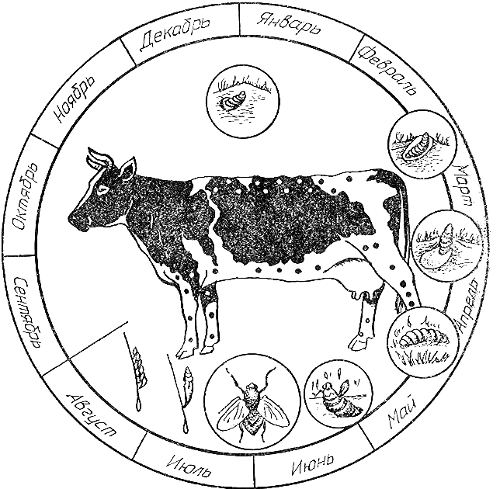 Январь
Февраль
Март
Апрель
Май
Июнь
Июль
Август
Сентябрь
Октябрь
Ноябрь
Декабрь